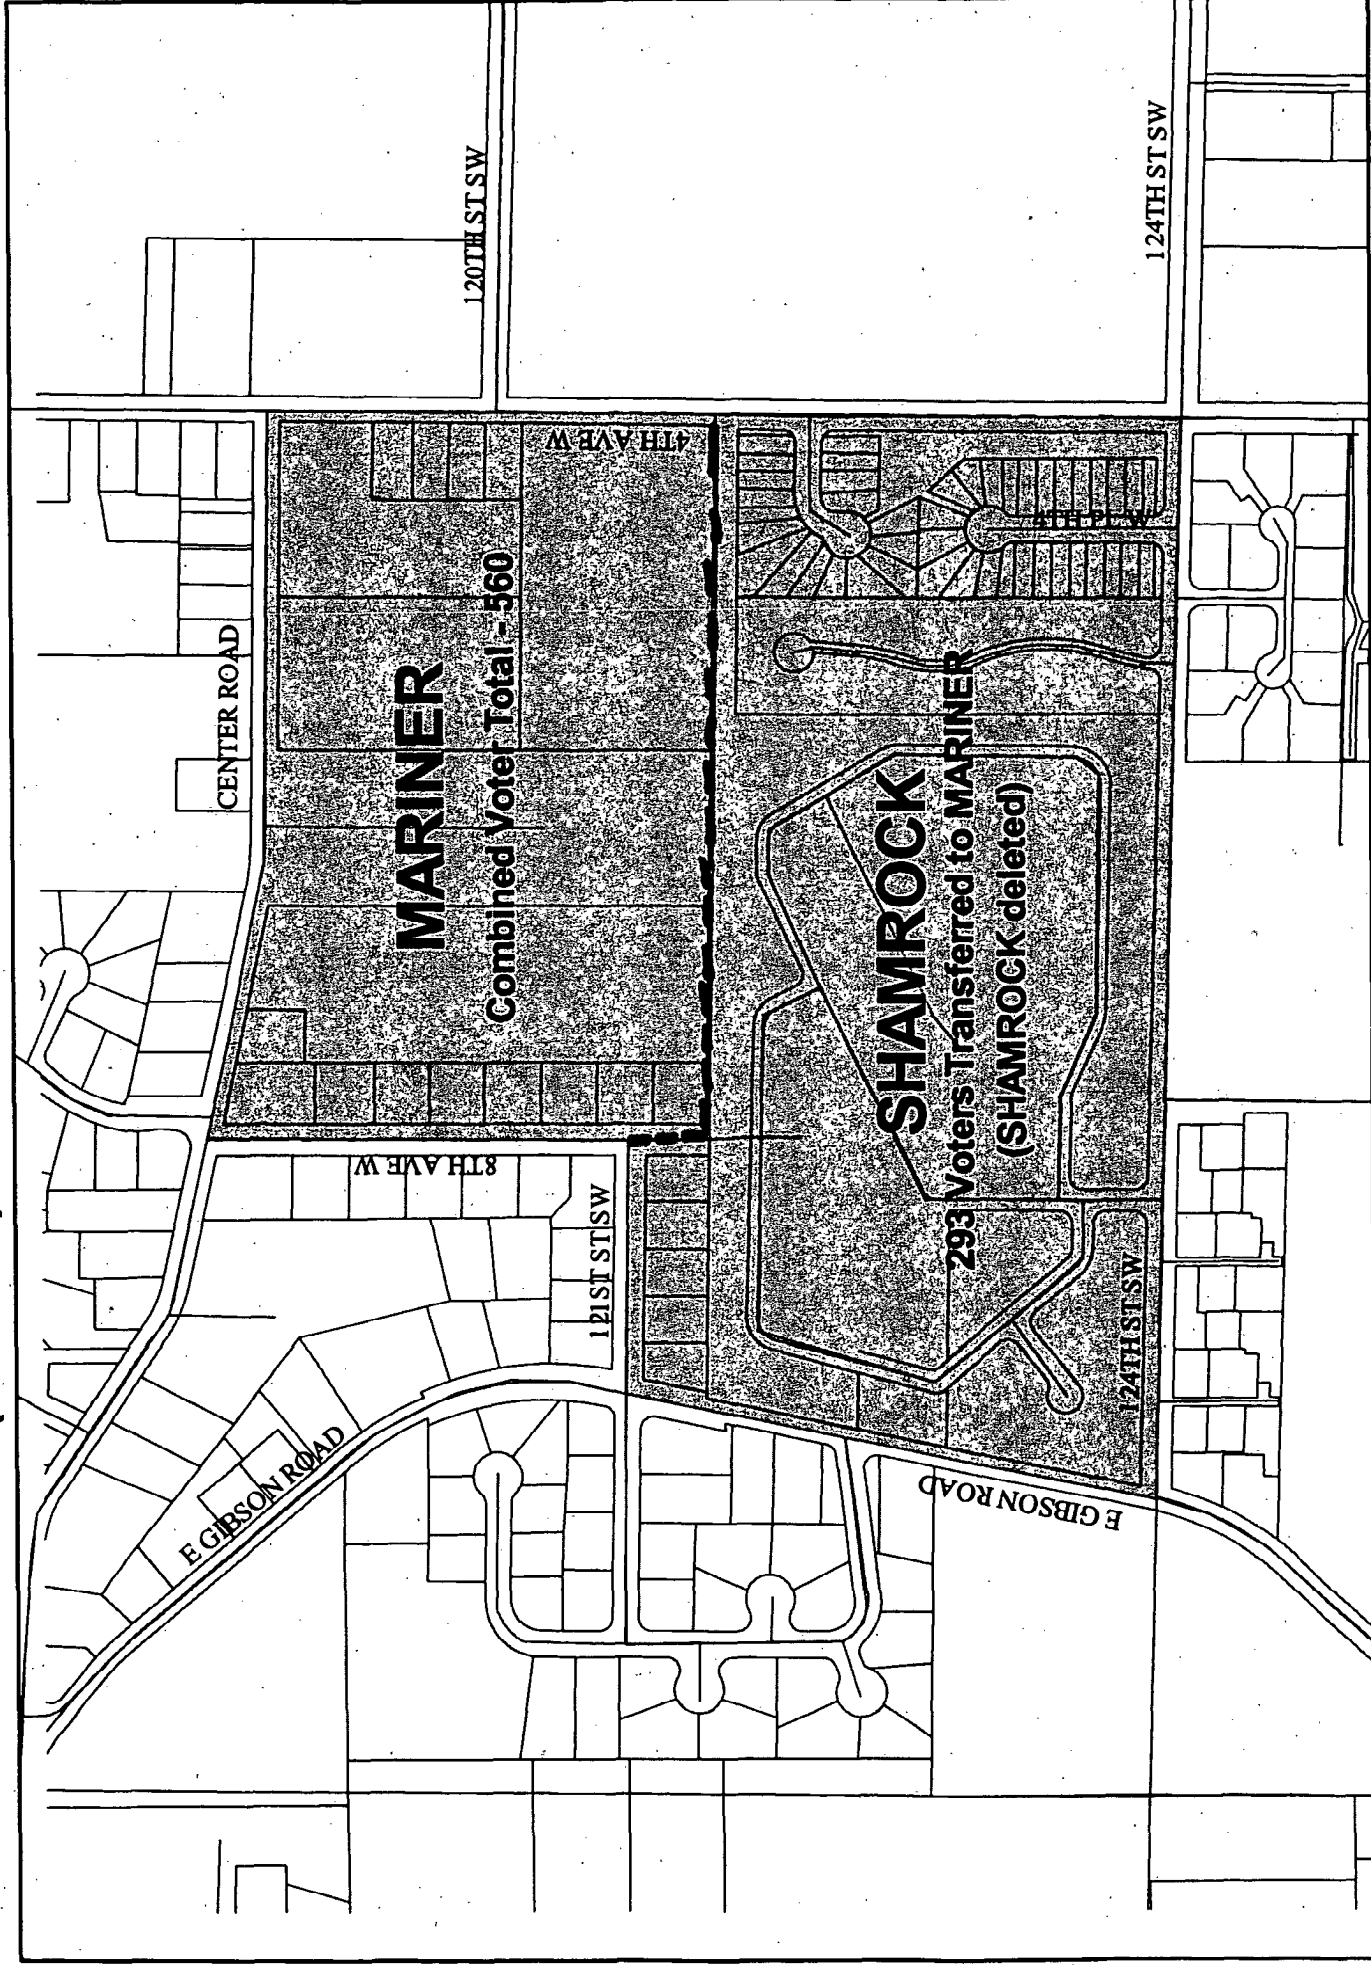 CENTER ROAD
120TH ST SW
4TH AVE W
MARINER
Combined Voter Total - 560
8TH AVE W
121ST ST SW
E GIBSON ROAD
4TH PL W
SHAMROCK
293 Voters Transferred to MARINER
(SHAMROCK deleted)
124TH ST SW
124TH ST SW
E GIBSON ROAD